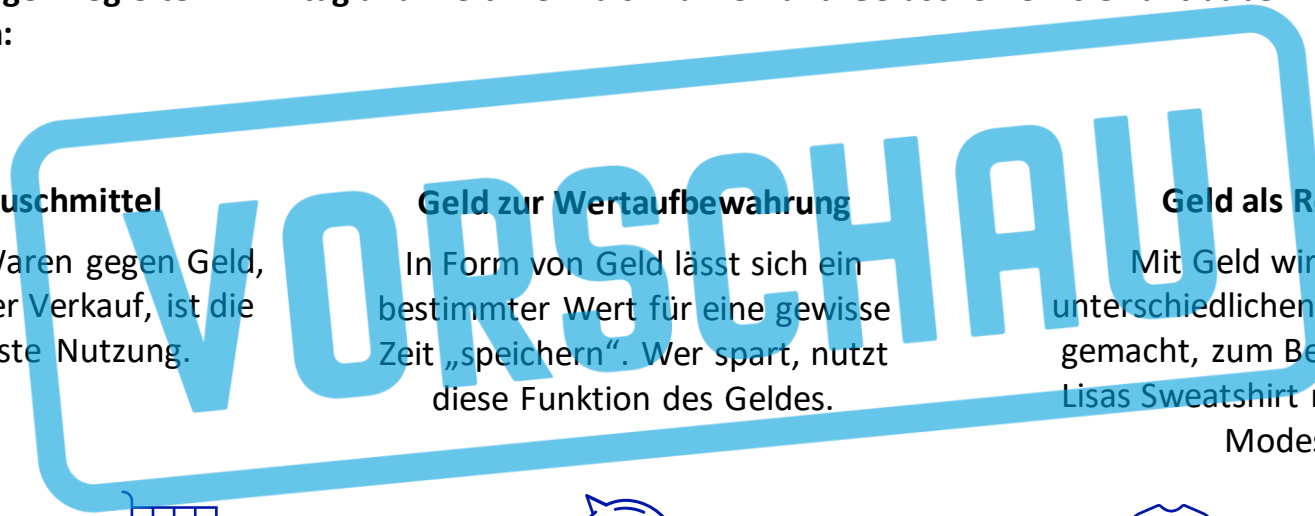 :
uschmittel
Waren gegen Geld,
er Verkauf, ist die
ste Nutzung.
Geld zur Wertaufbewahrung
In Form von Geld lässt sich ein
bestimmter Wert für eine gewisse
Zeit „speichern“. Wer spart, nutzt
diese Funktion des Geldes.
Geld als R
Mit Geld wir
unterschiedlichen
gemacht, zum Be
Lisas Sweatshirt
Modes
VORSCHAU